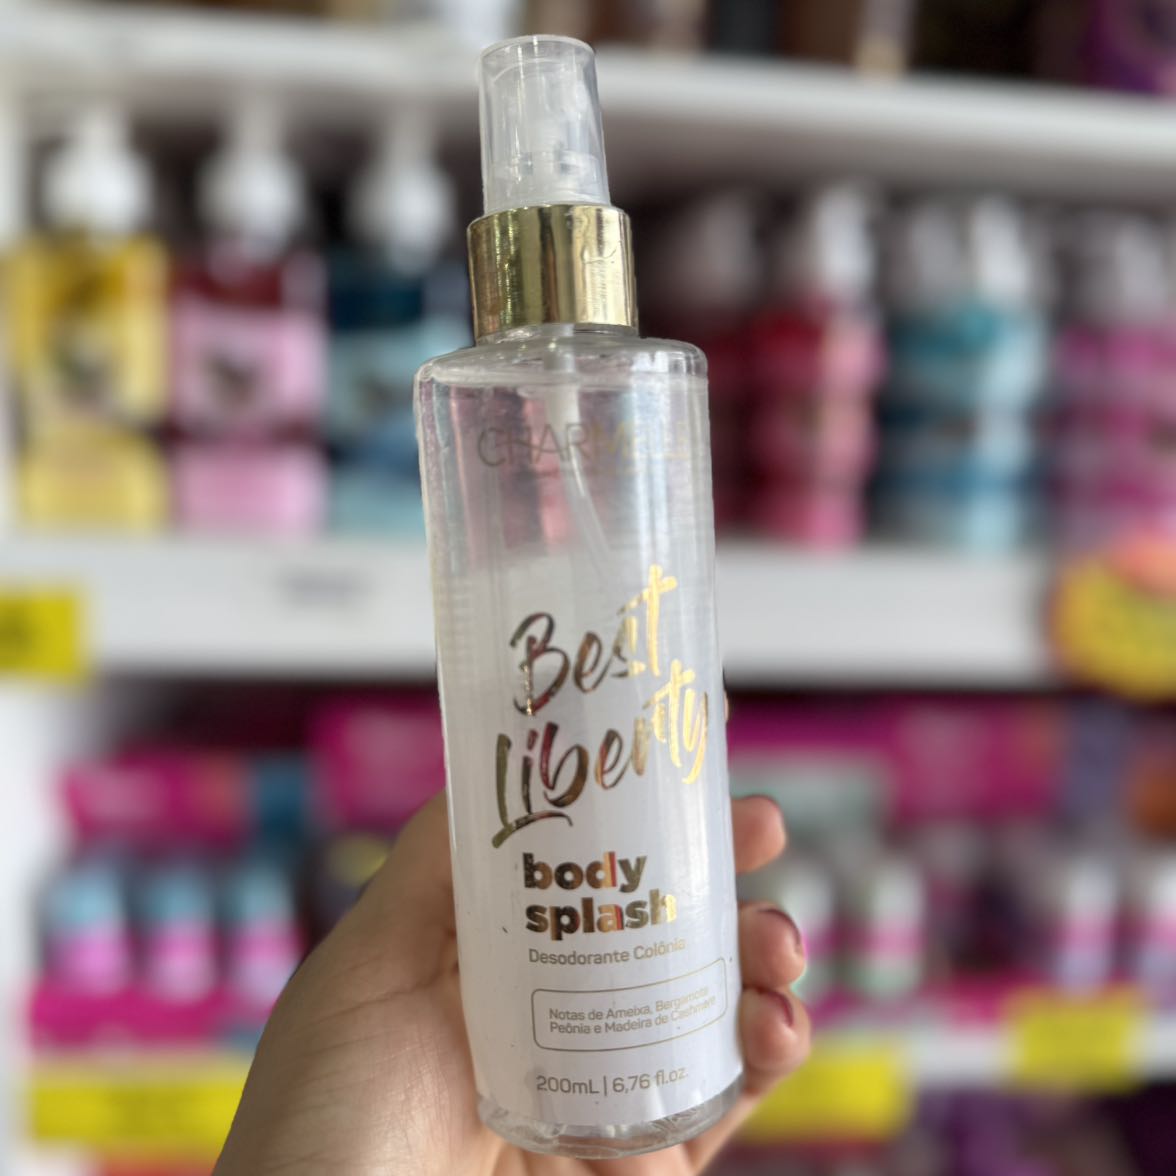 CHARMELLE
Best
Liberty
body
splash
Desodorante Colônia
Notas de Ameixa, Bergamota
Peônia e Madeira de Cashmere
200mL | 6,76 fl.oz.